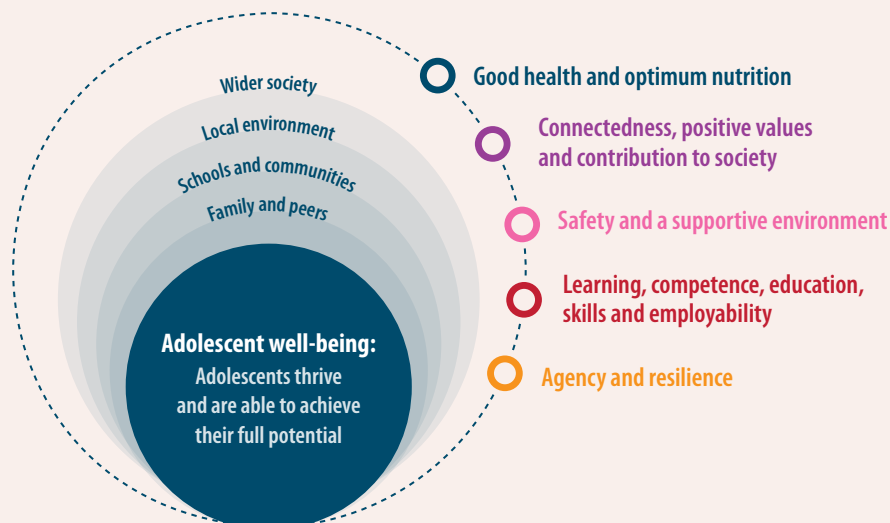 Wider society
Local environment
Schools and communities
Family and peers
Adolescent well-being:
Adolescents thrive
and are able to achieve
their full potential
Good health and optimum nutrition
Connectedness, positive values
and contribution to society
Safety and a supportive environment
Learning, competence, education,
skills and employability
Agency and resilience